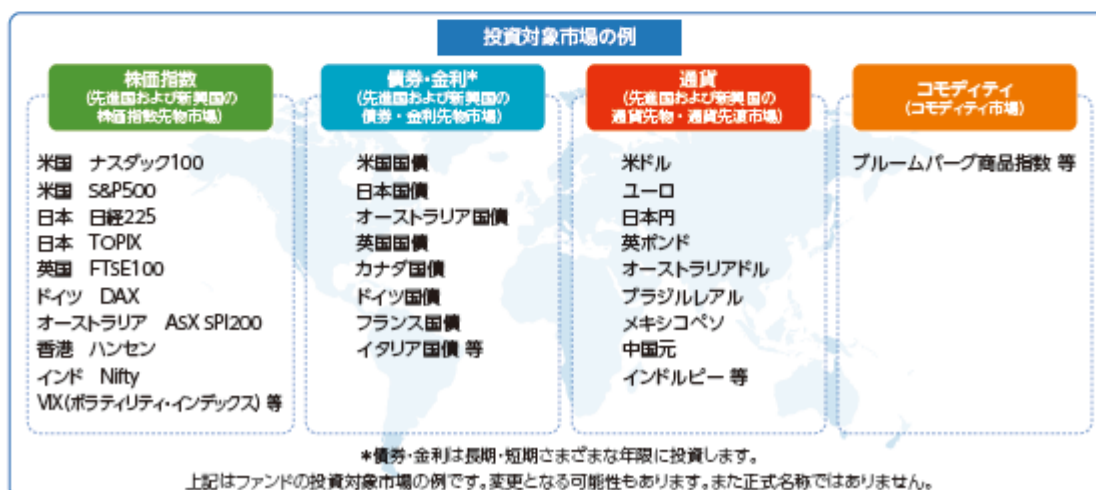 投資対象市場の例
株価指数
(先進国および新興国の
株価指数先物市場)
米国 ナスダック100
米国 S&P500
日本 日経225
日本 TOPIX
英国 FTSE100
ドイツ DAX
オーストラリア ASX SPI200
香港 ハンセン
インド Nifty
VIX(ボラティリティ・インデックス) 等
債券・金利*
(先進国および新興国の
債券・金利先物市場)
米国国債
日本国債
オーストラリア国債
英国国債
カナダ国債
ドイツ国債
フランス国債
イタリア国債 等
通貨
(先進国および新興国の
通貨先物・通貨先渡市場)
米ドル
ユーロ
日本円
英ポンド
オーストラリアドル
ブラジルレアル
メキシコペソ
中国元
インドルピー 等
コモディティ
(コモディティ市場)
ブルームバーグ商品指数 等
*債券・金利は長期・短期さまざまな年限に投資します。
上記はファンドの投資対象市場の例です。変更となる可能性もあります。また正式名称ではありません。